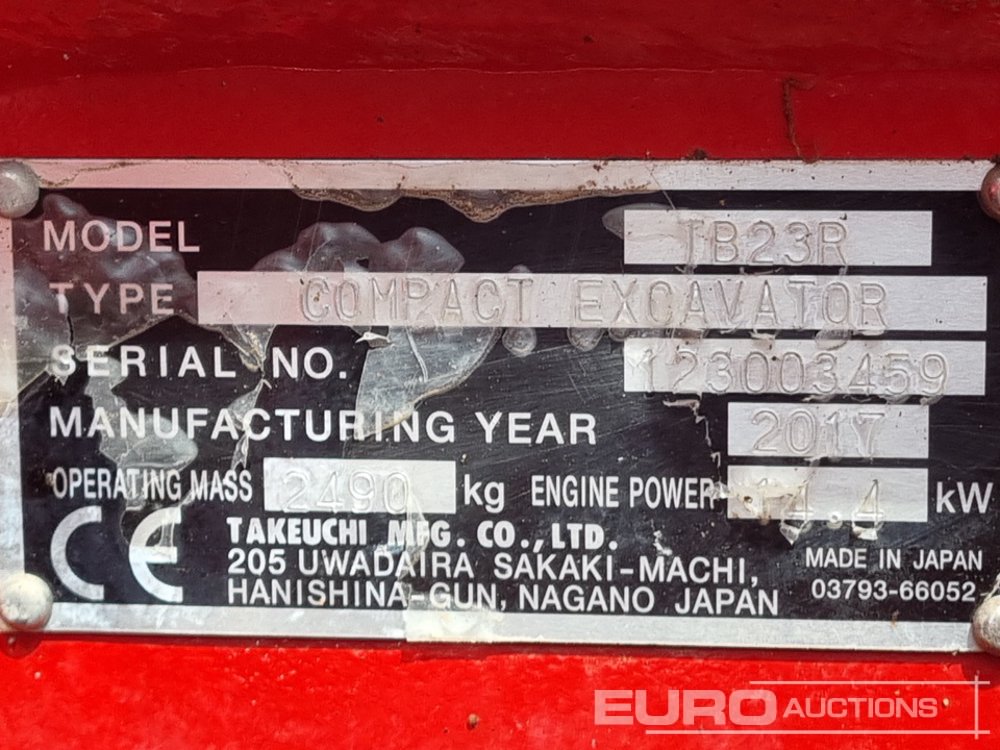 MODEL TB23R
TYPE COMPACT EXCAVATOR
SERIAL NO. 123003459
MANUFACTURING YEAR 2017
OPERATING MASS 2490 kg ENGINE POWER 14.4 kW
CE TAKEUCHI MFG. CO., LTD.
205 UWADAIRA, SAKAKI-MACHI,
HANISHINA-GUN, NAGANO JAPAN
MADE IN JAPAN
03793-66052
EURO AUCTIONS